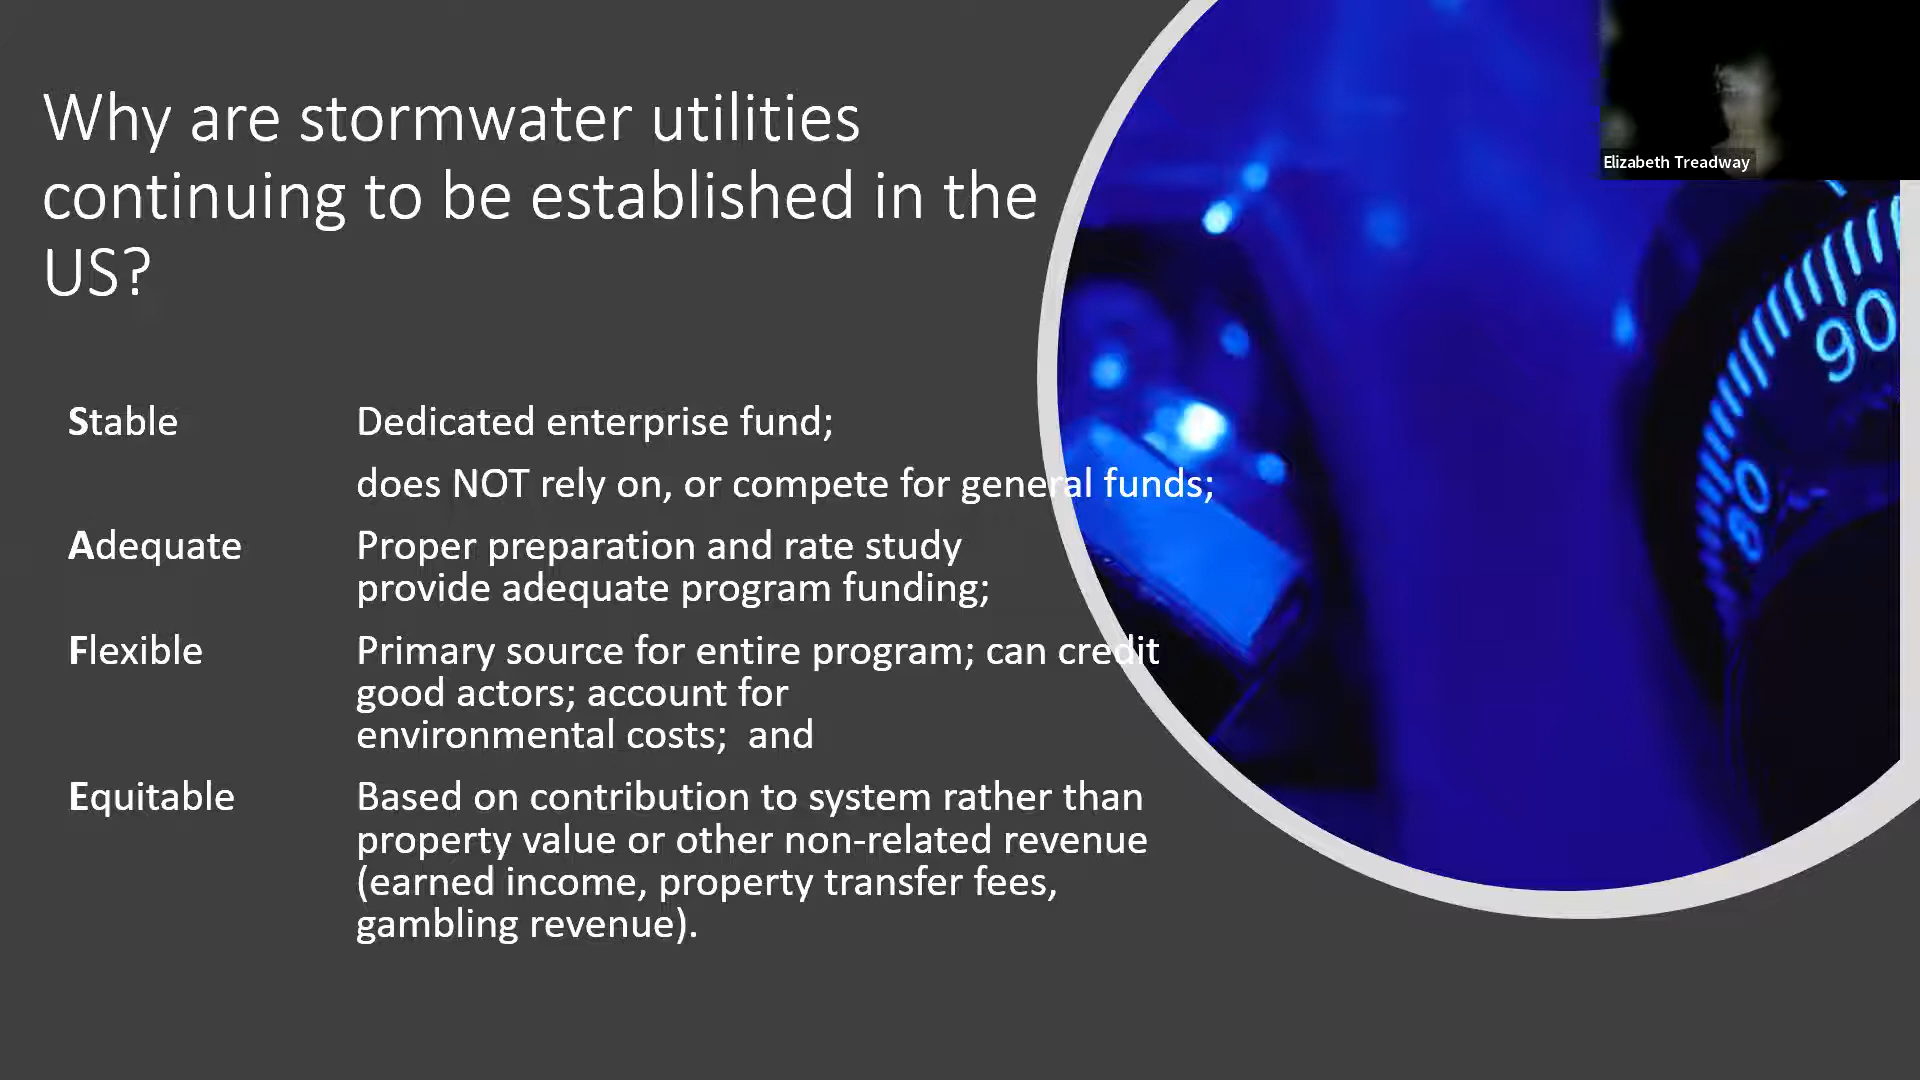 Why are stormwater utilities
continuing to be established in the
US?
Elizabeth Treadway
90
80
Stable
Dedicated enterprise fund;
does NOT rely on, or compete for general funds;
Adequate
Proper preparation and rate study
provide adequate program funding;
Flexible
Primary source for entire program; can credit
good actors; account for
environmental costs;  and
Equitable
Based on contribution to system rather than
property value or other non-related revenue
(earned income, property transfer fees,
gambling revenue).